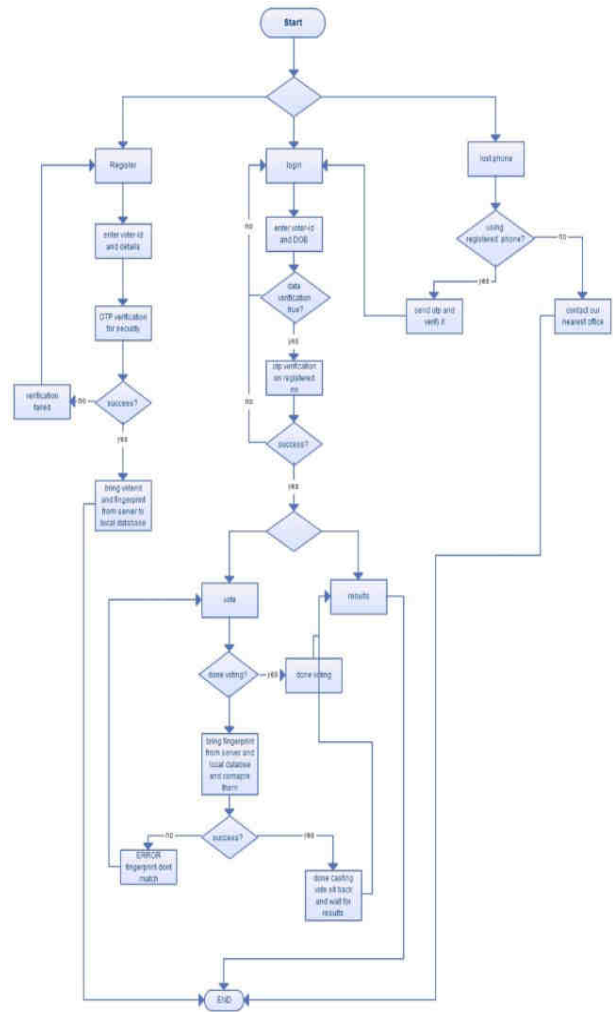 Start
Register
login
lost phone
enter voter-id
and details
enter voter-id
and DOB
using
registered phone?
no
no
yes
data
verification
true?
send otp and
verify it
contact our
nearest office
OTP verification
for security
yes
otp verification
on registered
no
verification
failed
no
success?
no
success?
yes
yes
bring
and fingerprint
from server to
local database
vote
results
done voting?
yes
done voting
bring fingerprint
from server and
local databse
and
them
no
success?
yes
ERROR
fingerprint dont
match
done casting
vote sit back
and wait for
results
END